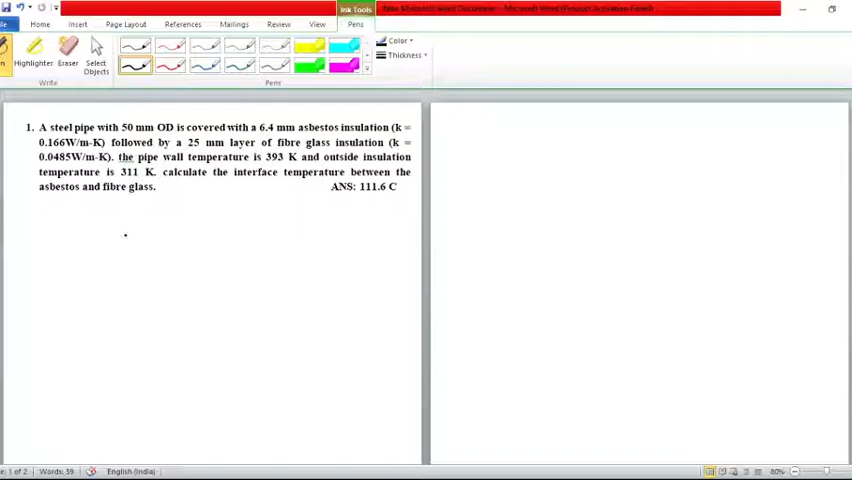 Ink Tools
Home Insert Page Layout References Mailings Review View Pens
Highlighter Eraser Select Objects
Color
Thickness
Write Pens
1. A steel pipe with 50 mm OD is covered with a 6.4 mm asbestos insulation (k =
0.166W/m-K) followed by a 25 mm layer of fibre glass insulation (k =
0.0485W/m-K). the pipe wall temperature is 393 K and outside insulation
temperature is 311 K. calculate the interface temperature between the
asbestos and fibre glass. ANS: 111.6 C
1 of 2 Words: 59 English (India) 80%